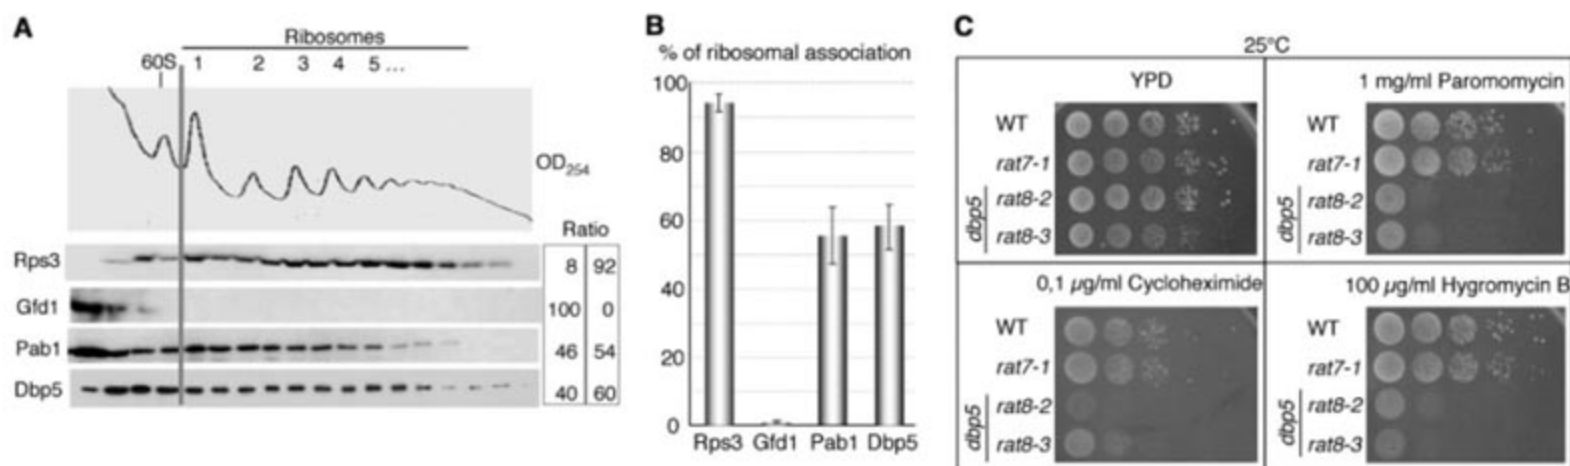 A
Ribosomes
60S 1 2 3 4 5 ...
OD254
Ratio
Rps3 8 92
Gfd1 100 0
Pab1 46 54
Dbp5 40 60
B
% of ribosomal association
100
80
60
40
20
0
Rps3 Gfd1 Pab1 Dbp5
C
25°C
YPD
WT
rat7-1
dbp5
rat8-2
rat8-3
1 mg/ml Paromomycin
WT
rat7-1
dbp5
rat8-2
rat8-3
0,1 µg/ml Cycloheximide
WT
rat7-1
dbp5
rat8-2
rat8-3
100 µg/ml Hygromycin B
WT
rat7-1
dbp5
rat8-2
rat8-3